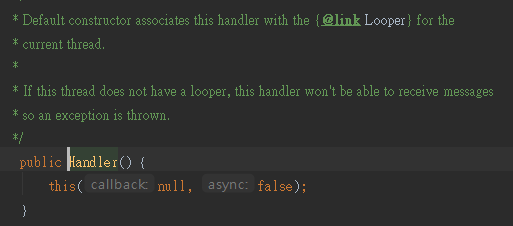 *
* Default constructor associates this handler with the {@link Looper} for the
* current thread.
*
* If this thread does not have a looper, this handler won't be able to receive messages
* so an exception is thrown.
*/
public Handler() {
this( callback: null, async: false);
}